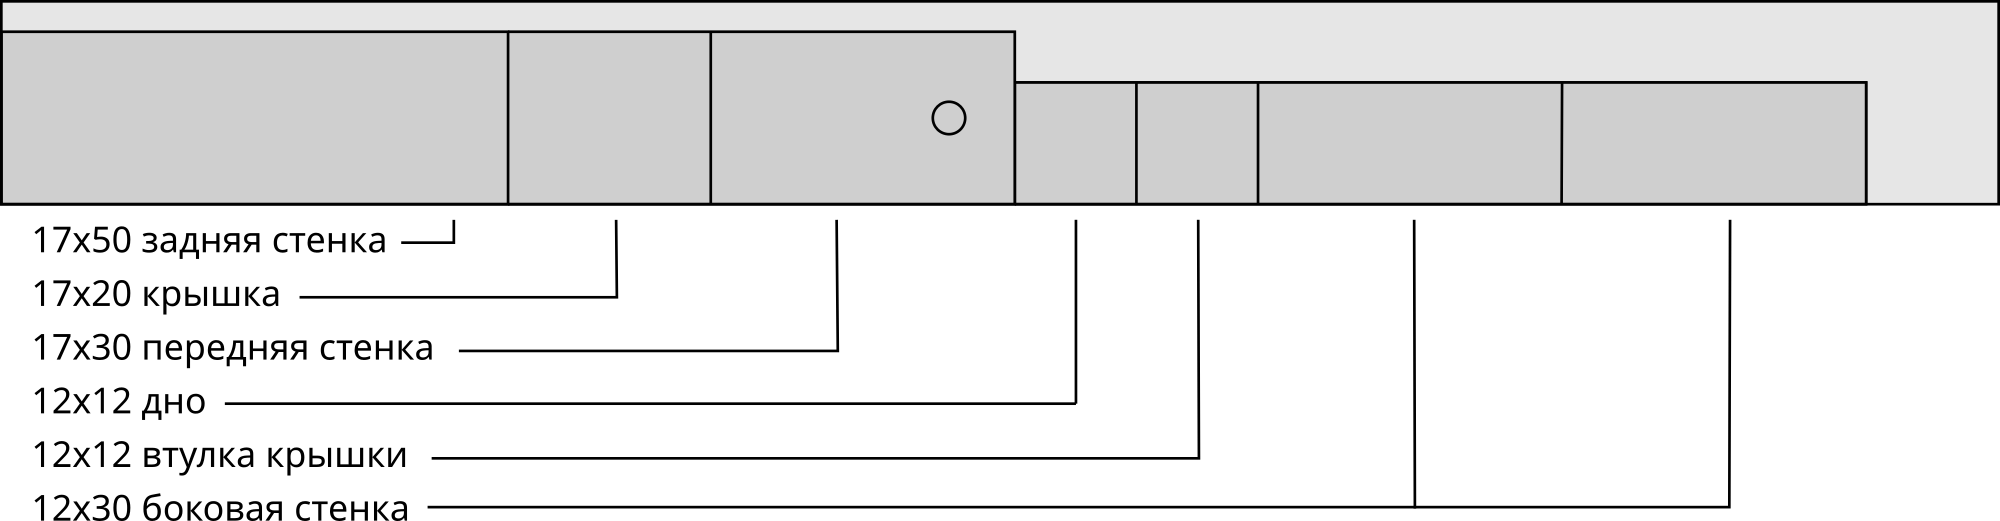 17x50 задняя стенка
17x20 крышка
17x30 передняя стенка
12x12 дно
12x12 втулка крышки
12x30 боковая стенка